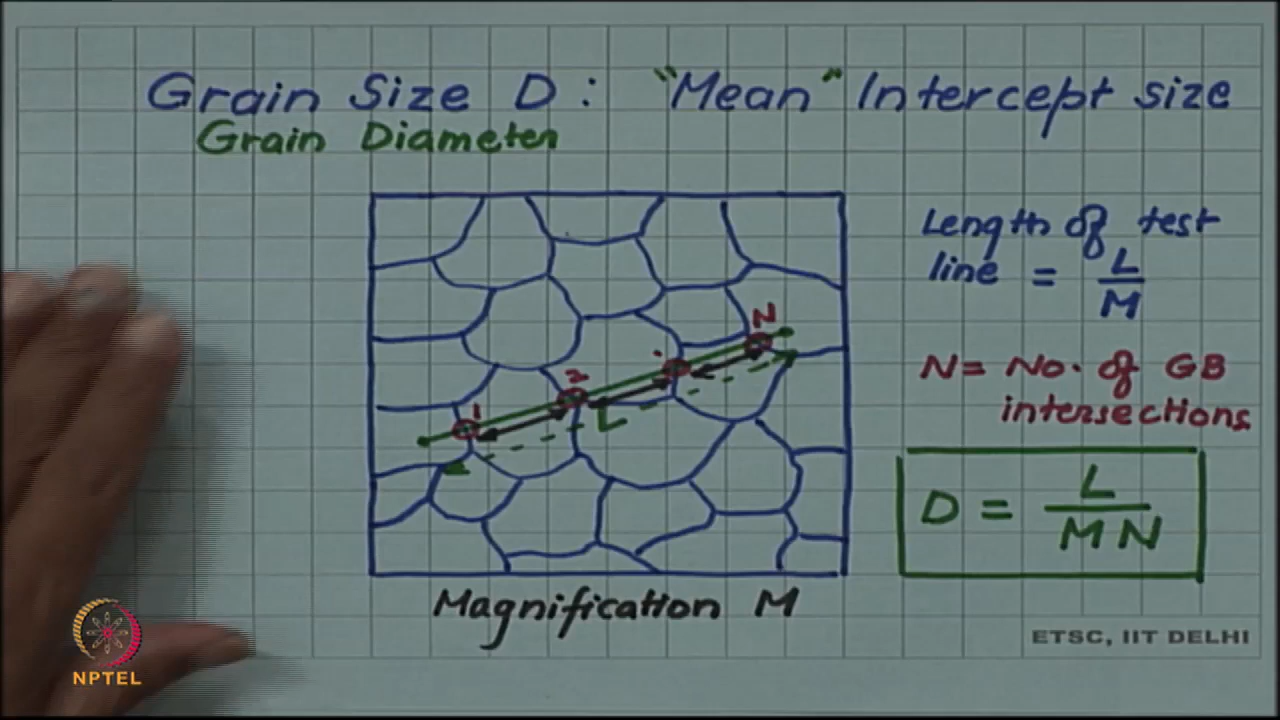 Grain Size D : "Mean" Intercept size
Grain Diameter
Length of test
line = L/M
N = No. of GB
intersections
D = L/MN
1
2
.
N
L
Magnification M
NPTEL
ETSC, IIT DELHI